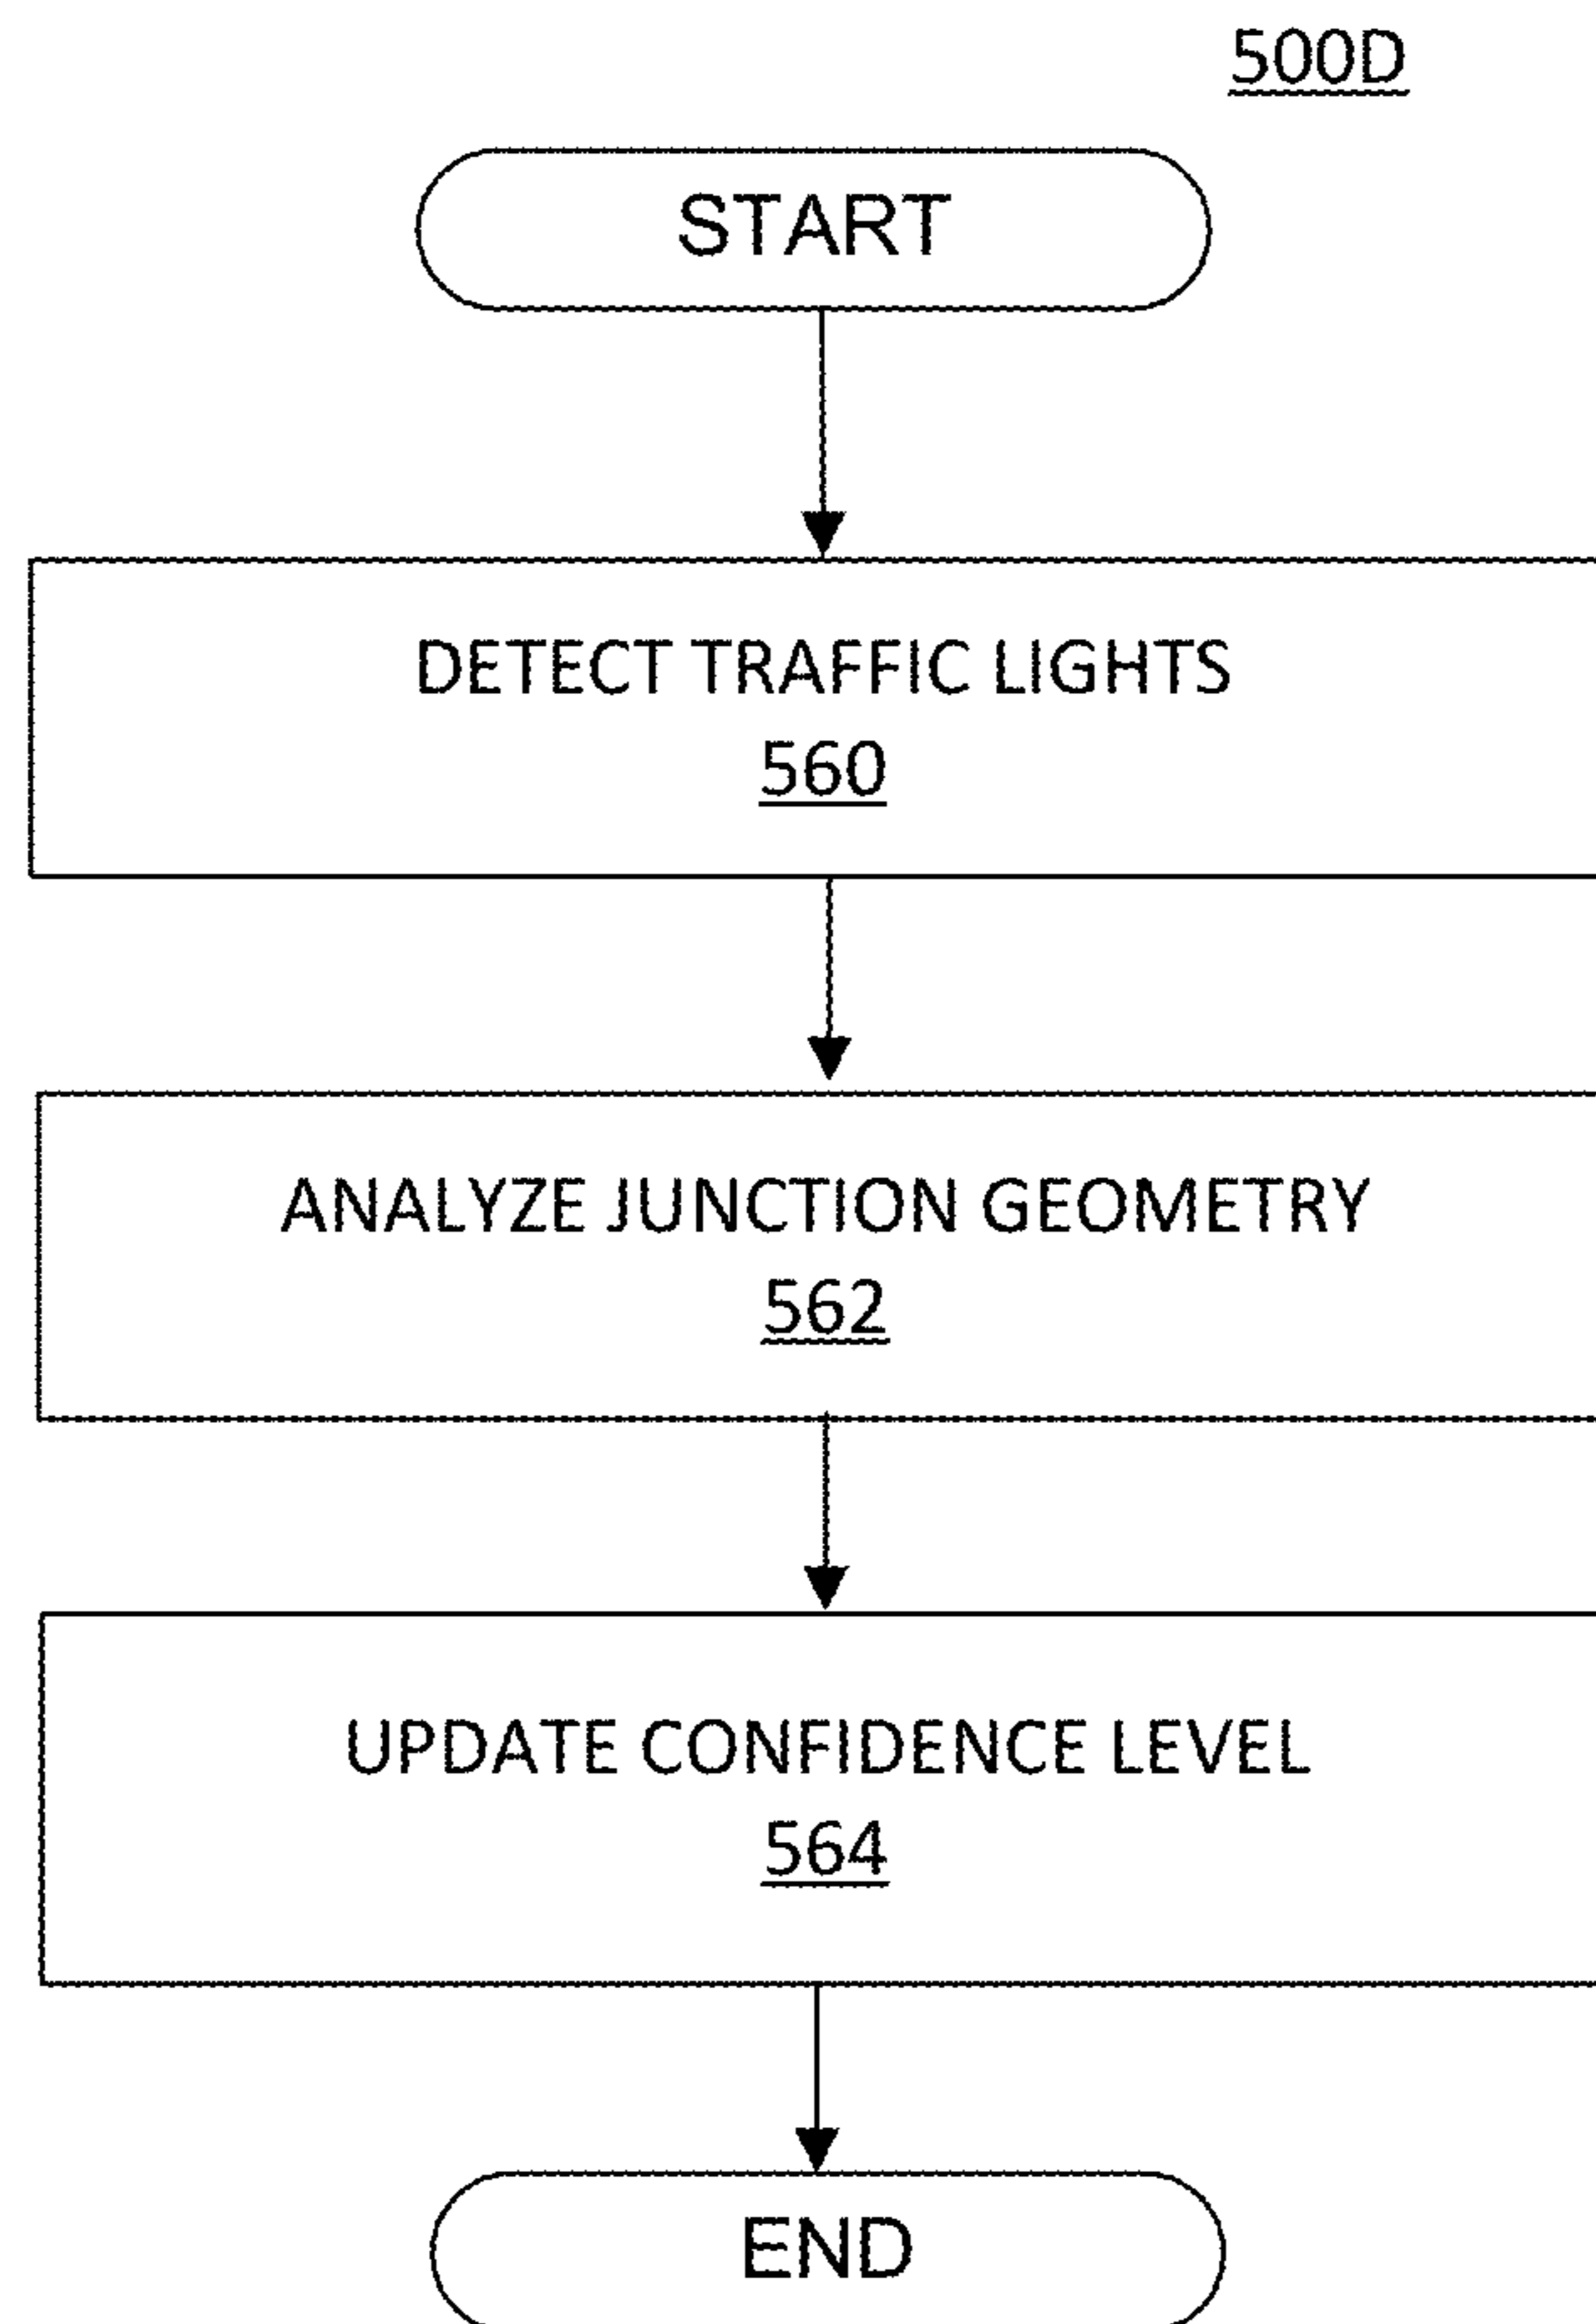 500D
START
DETECT TRAFFIC LIGHTS
560
ANALYZE JUNCTION GEOMETRY
562
UPDATE CONFIDENCE LEVEL
564
END